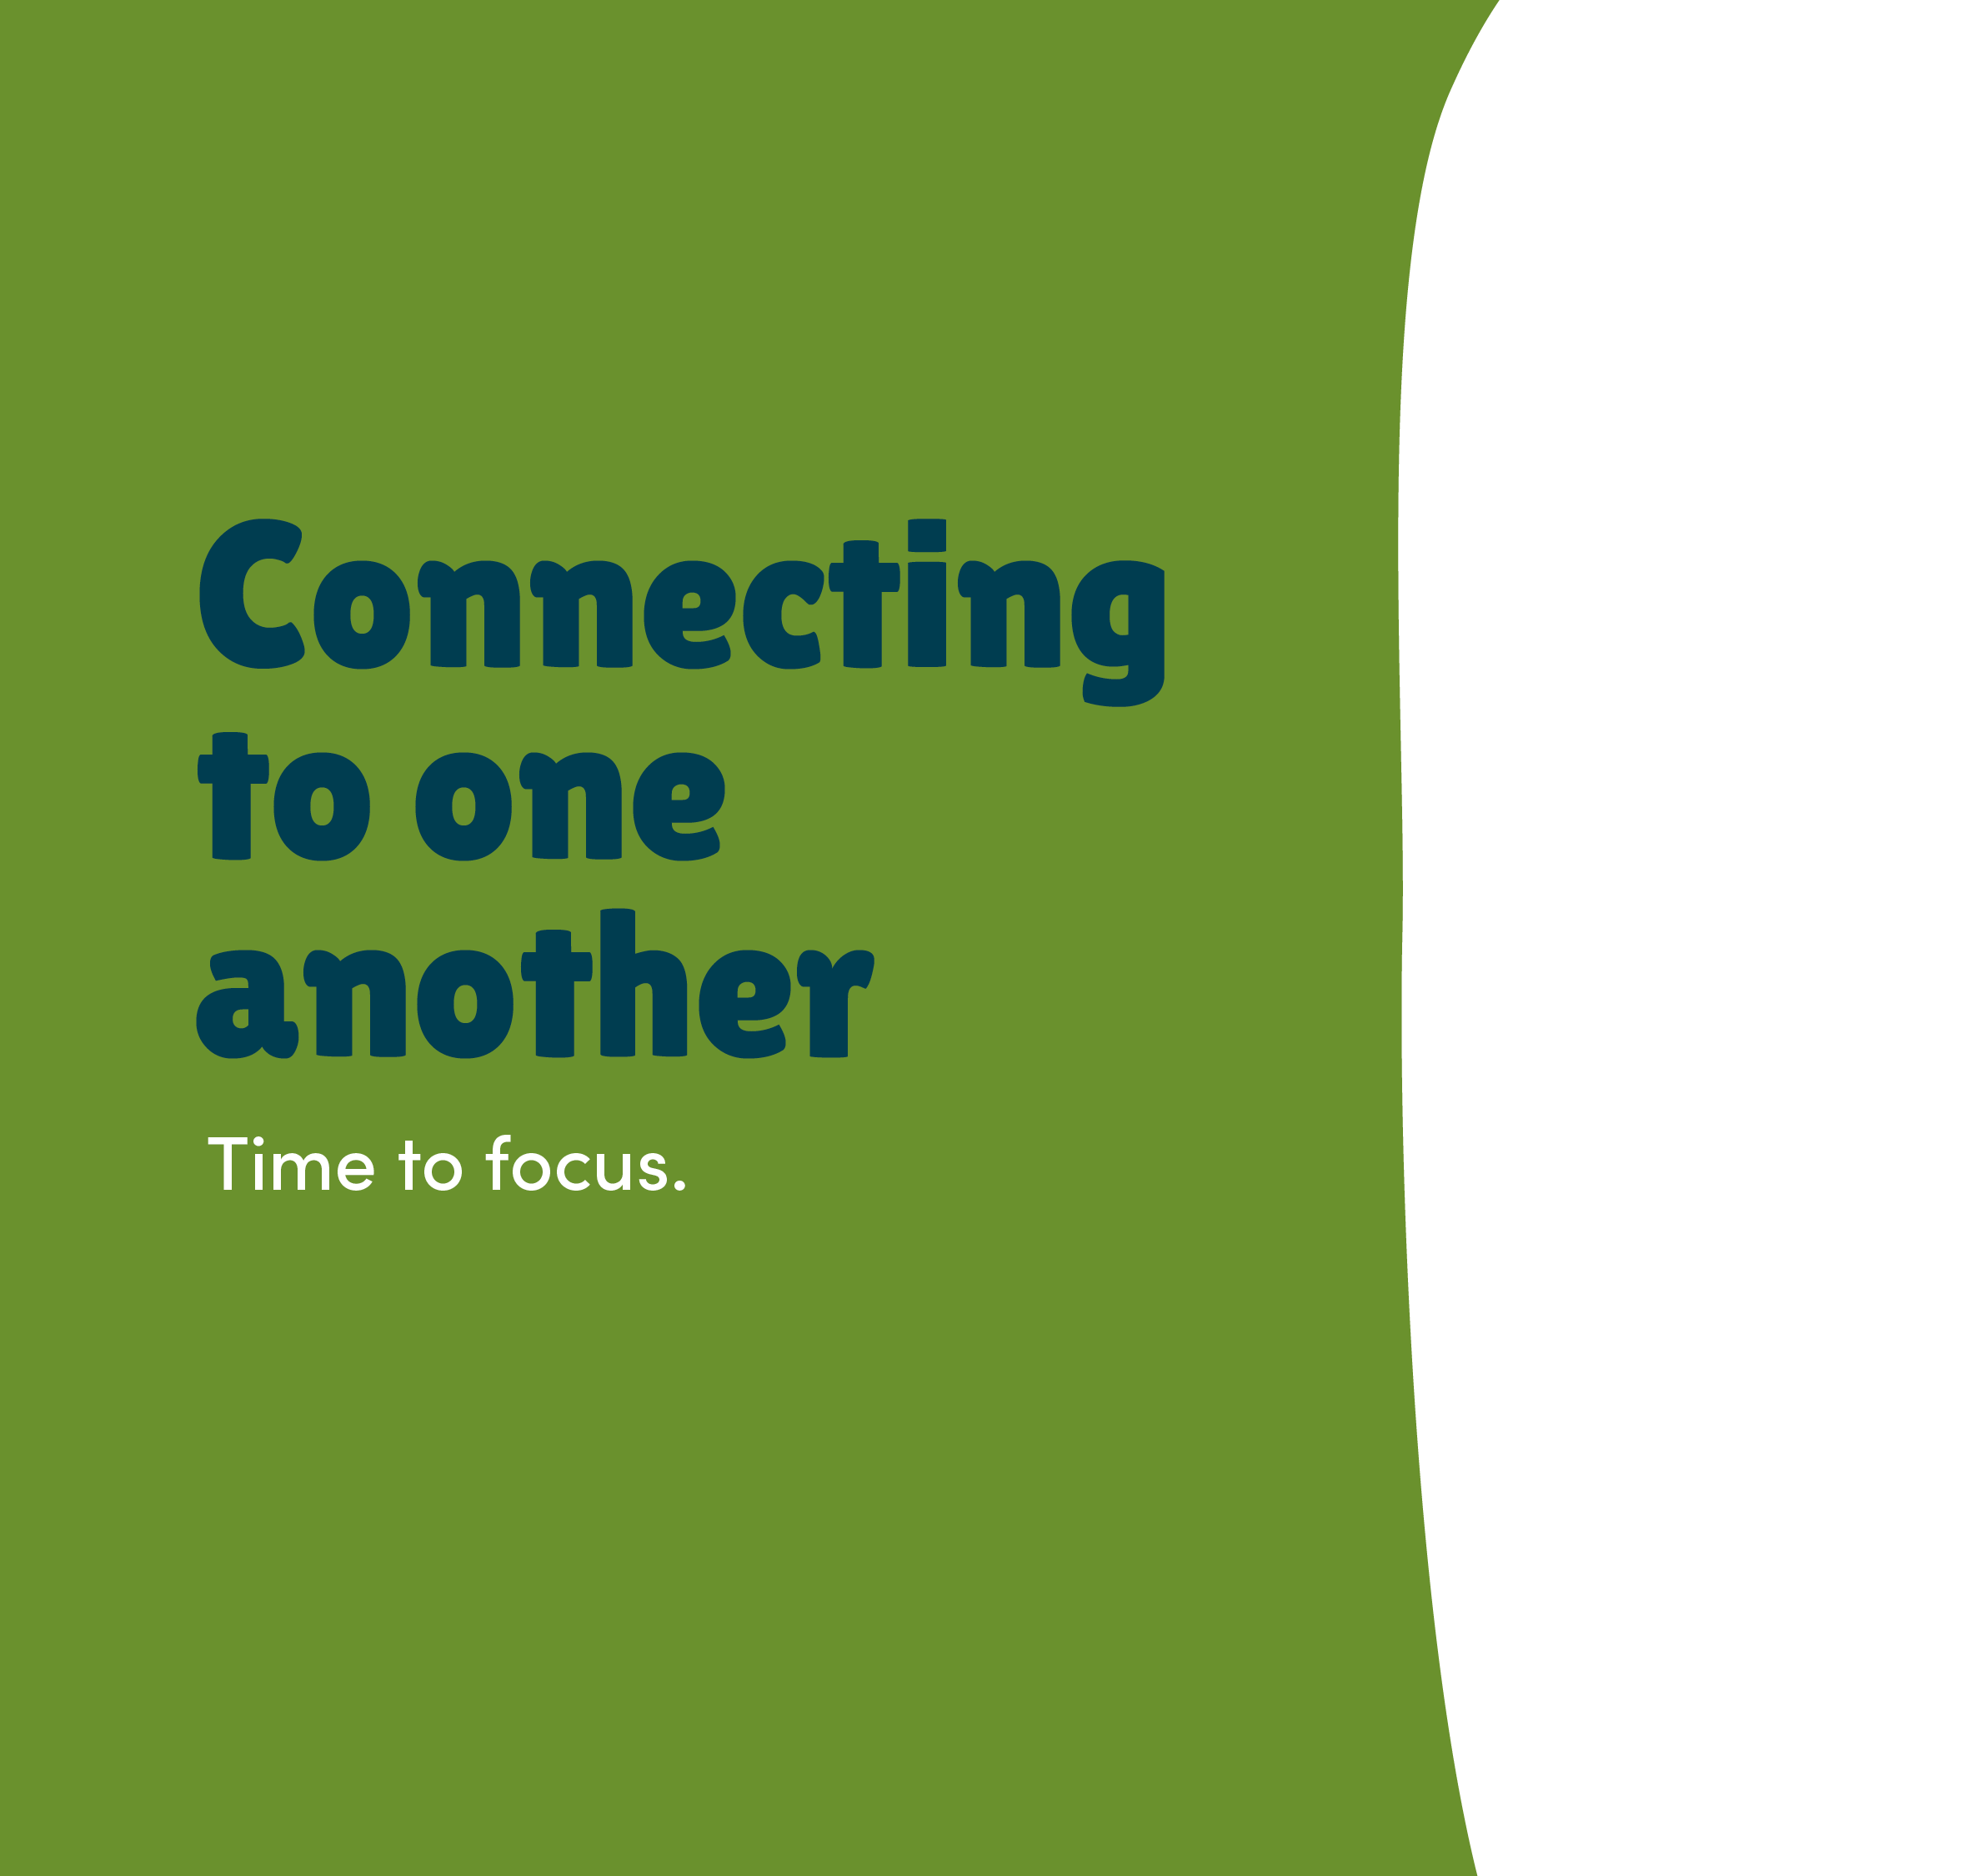 Connecting
to one
another
Time to focus.